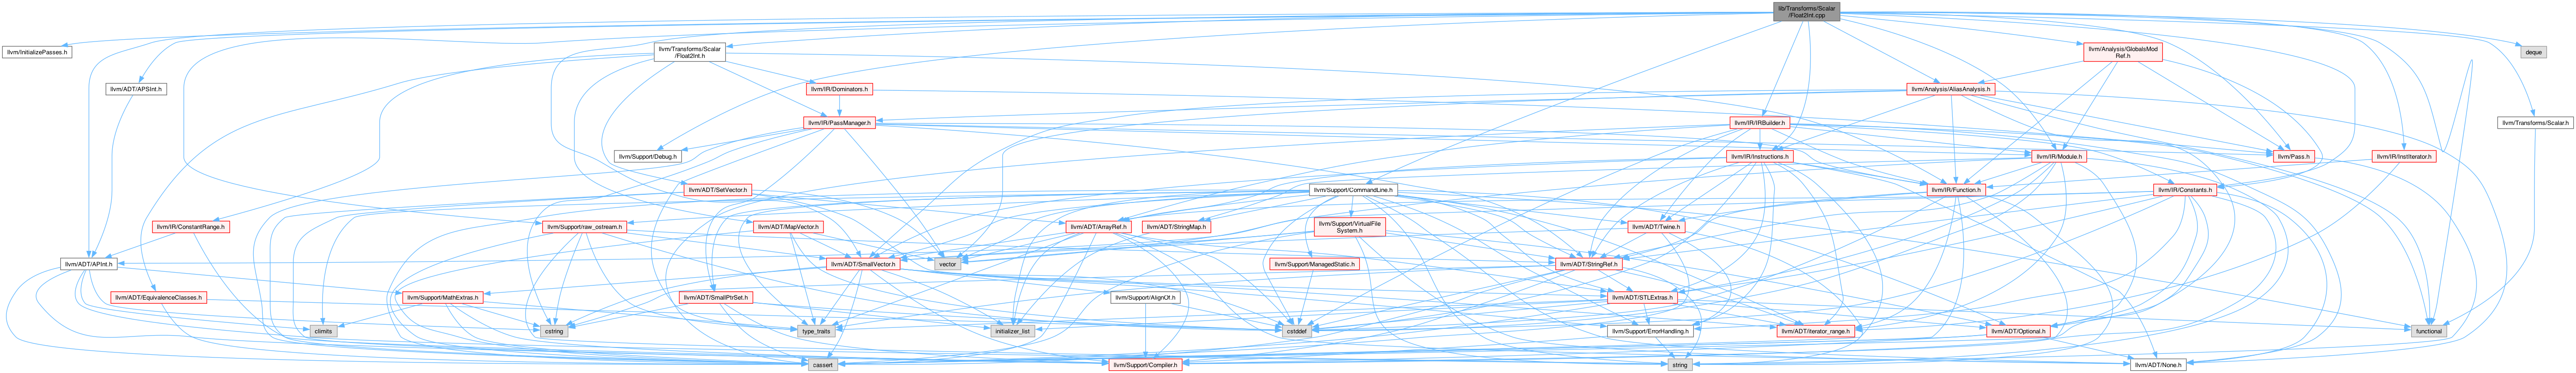 lib/Transforms/Scalar
/Float2Int.cpp
llvm/InitializePasses.h
llvm/Transforms/Scalar
/Float2Int.h
llvm/Analysis/GlobalsMod
Ref.h
deque
llvm/ADT/APSInt.h
llvm/IR/Dominators.h
llvm/Analysis/AliasAnalysis.h
llvm/IR/PassManager.h
llvm/IR/IRBuilder.h
llvm/Transforms/Scalar.h
llvm/Support/Debug.h
llvm/IR/Instructions.h
llvm/IR/Module.h
llvm/Pass.h
llvm/IR/InstIterator.h
llvm/ADT/SetVector.h
llvm/Support/CommandLine.h
llvm/IR/Function.h
llvm/IR/Constants.h
llvm/IR/ConstantRange.h
llvm/Support/raw_ostream.h
llvm/ADT/MapVector.h
llvm/ADT/ArrayRef.h
llvm/ADT/StringMap.h
llvm/Support/VirtualFile
System.h
llvm/ADT/Twine.h
llvm/ADT/APInt.h
llvm/ADT/SmallVector.h
vector
llvm/Support/ManagedStatic.h
llvm/ADT/StringRef.h
llvm/ADT/EquivalenceClasses.h
llvm/Support/MathExtras.h
llvm/ADT/SmallPtrSet.h
llvm/Support/AlignOf.h
llvm/ADT/STLExtras.h
climits
cstring
type_traits
initializer_list
cstddef
llvm/Support/ErrorHandling.h
llvm/ADT/iterator_range.h
llvm/ADT/Optional.h
functional
cassert
llvm/Support/Compiler.h
string
llvm/ADT/None.h